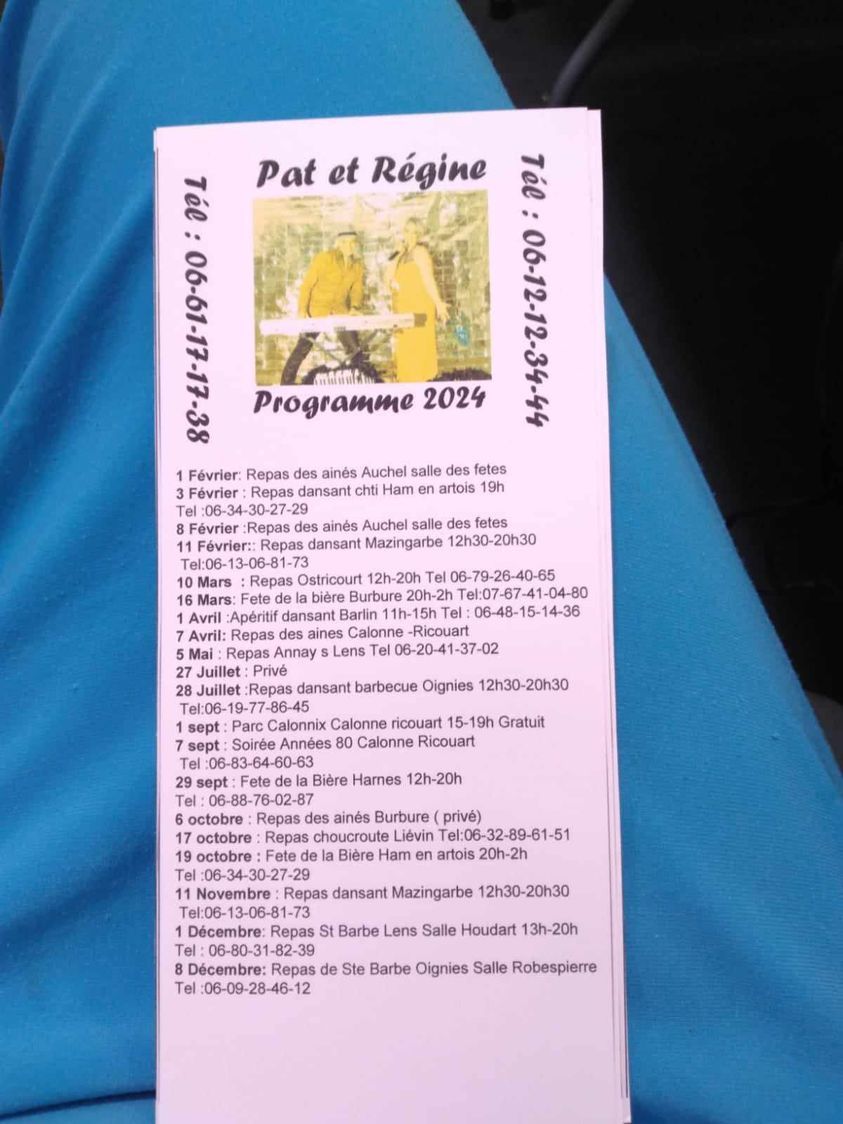 Pat et Régine
Tél : 06-61-17-17-38
Tél : 06-12-12-34-44
Programme 2024
1 Février: Repas des ainés Auchel salle des fetes
3 Février : Repas dansant chti Ham en artois 19h
Tel :06-34-30-27-29
8 Février :Repas des ainés Auchel salle des fetes
11 Février:: Repas dansant Mazingarbe 12h30-20h30
Tel:06-13-06-81-73
10 Mars : Repas Ostricourt 12h-20h Tel 06-79-26-40-65
16 Mars: Fete de la bière Burbure 20h-2h Tel:07-67-41-04-80
1 Avril :Apéritif dansant Barlin 11h-15h Tel : 06-48-15-14-36
7 Avril: Repas des aines Calonne -Ricouart
5 Mai : Repas Annay s Lens Tel 06-20-41-37-02
27 Juillet : Privé
28 Juillet :Repas dansant barbecue Oignies 12h30-20h30
Tel:06-19-77-86-45
1 sept : Parc Calonnix Calonne ricouart 15-19h Gratuit
7 sept : Soirée Années 80 Calonne Ricouart
Tel :06-83-64-60-63
29 sept : Fete de la Bière Harnes 12h-20h
Tel : 06-88-76-02-87
6 octobre : Repas des ainés Burbure ( privé)
17 octobre : Repas choucroute Liévin Tel:06-32-89-61-51
19 octobre : Fete de la Bière Ham en artois 20h-2h
Tel :06-34-30-27-29
11 Novembre : Repas dansant Mazingarbe 12h30-20h30
Tel:06-13-06-81-73
1 Décembre: Repas St Barbe Lens Salle Houdart 13h-20h
Tel : 06-80-31-82-39
8 Décembre: Repas de Ste Barbe Oignies Salle Robespierre
Tel :06-09-28-46-12